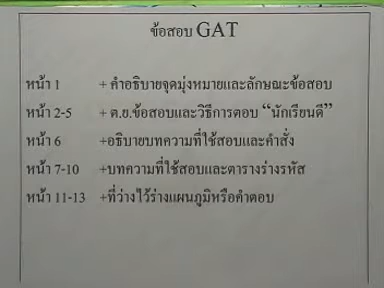 ข้อสอบ GAT
หน้า 1 + คำอธิบายจุดมุ่งหมายและลักษณะข้อสอบ
หน้า 2-5 + ต.ย.ข้อสอบและวิธีการตอบ “นักเรียนดี”
หน้า 6 +อธิบายบทความที่ใช้สอบและคำสั่ง
หน้า 7-10 +บทความที่ใช้สอบและตารางร่างรหัส
หน้า 11-13 +ที่ว่างไว้ร่างแผนภูมิหรือคำตอบ